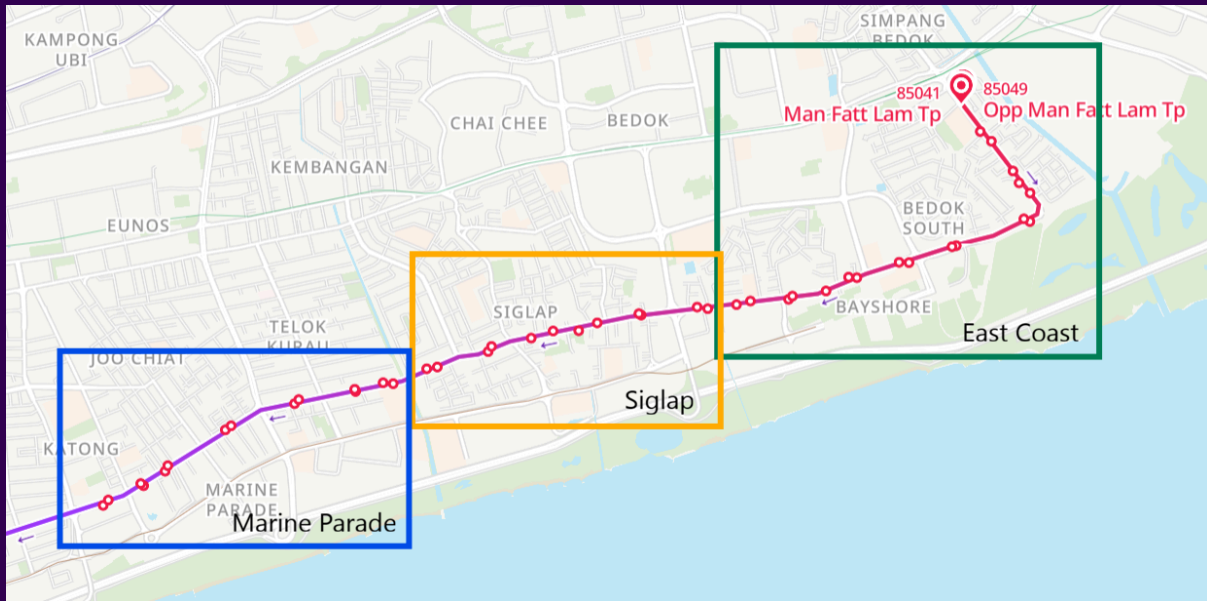 KAMPONG
UBI
SIMPANG
BEDOK
85041
Man Fatt Lam Tp
85049
Opp Man Fatt Lam Tp
CHAI CHEE
BEDOK
KEMBANGAN
EUNOS
BEDOK
SOUTH
SIGLAP
BAYSHORE
East Coast
TELOK
KURAU
JOO CHIAT
Siglap
KATONG
MARINE
PARADE
Marine Parade